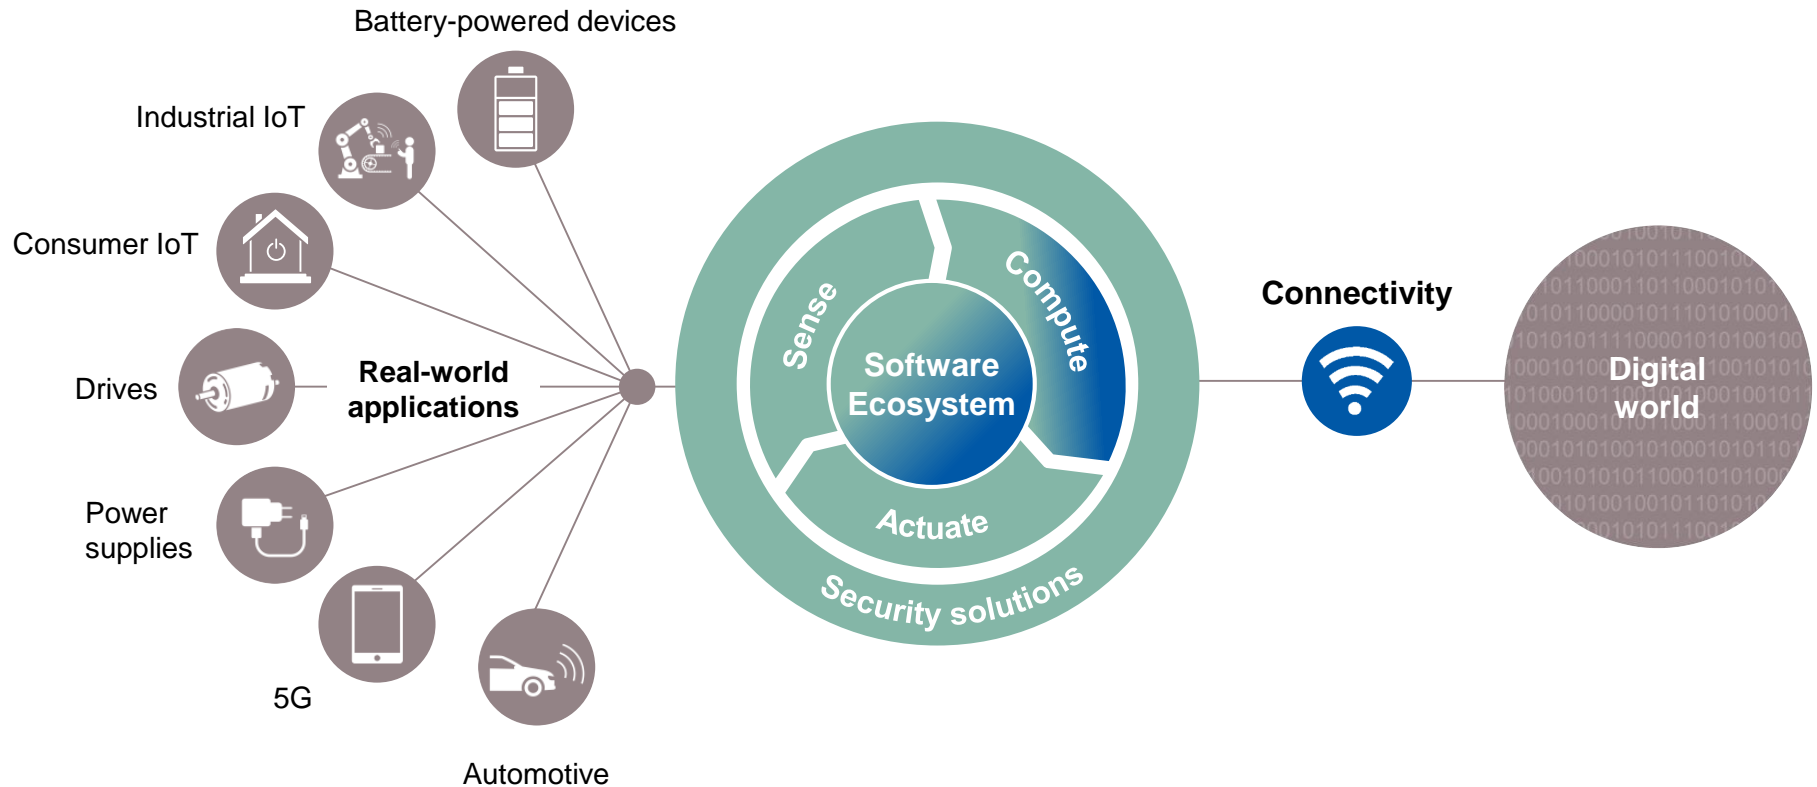 Battery-powered devices
Industrial IoT
Consumer IoT
Drives
Real-world
applications
Power
supplies
5G
Automotive
Sense
Compute
Software
Ecosystem
Actuate
Security solutions
Connectivity
Digital
world